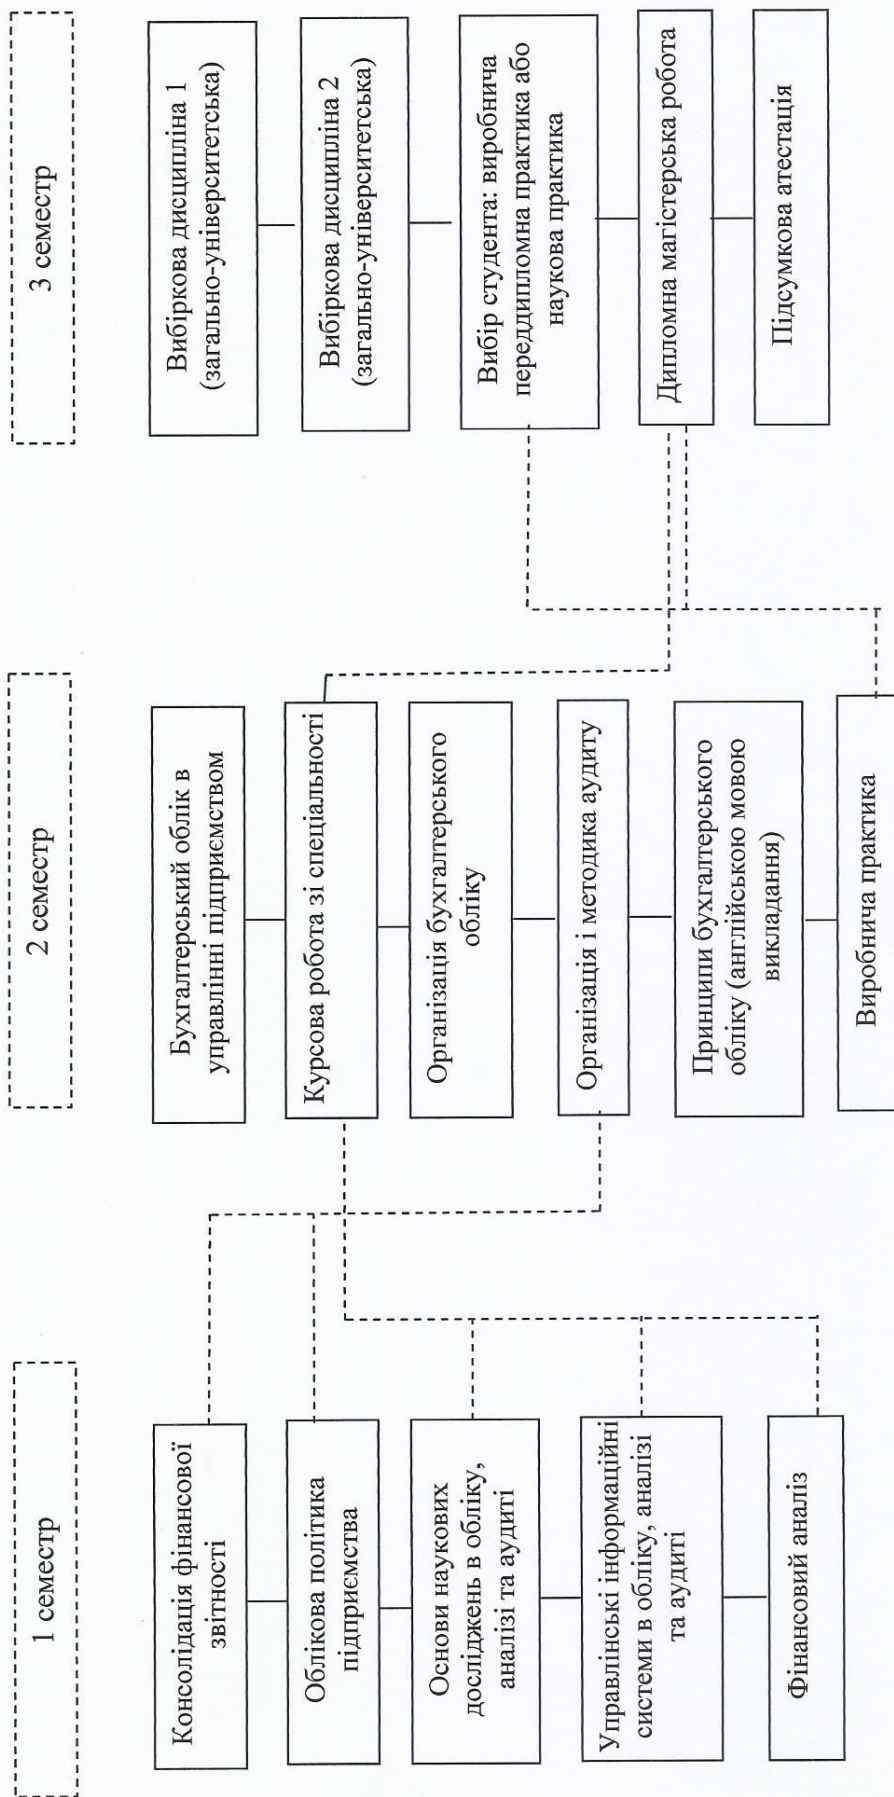 1 семестр
Консолідація фінансової
звітності
Облікова політика
підприємства
Основи наукових
досліджень в обліку,
аналізі та аудиті
Управлінські інформаційні
системи в обліку, аналізі
та аудиті
Фінансовий аналіз
2 семестр
Бухгалтерський облік в
управлінні підприємством
Курсова робота зі спеціальності
Організація бухгалтерського
обліку
Організація і методика аудиту
Принципи бухгалтерського
обліку (англійською мовою
викладання)
Виробнича практика
3 семестр
Вибіркова дисципліна 1
(загально-університетська)
Вибіркова дисципліна 2
(загально-університетська)
Вибір студента: виробнича
переддипломна практика або
наукова практика
Дипломна магістерська робота
Підсумкова атестація